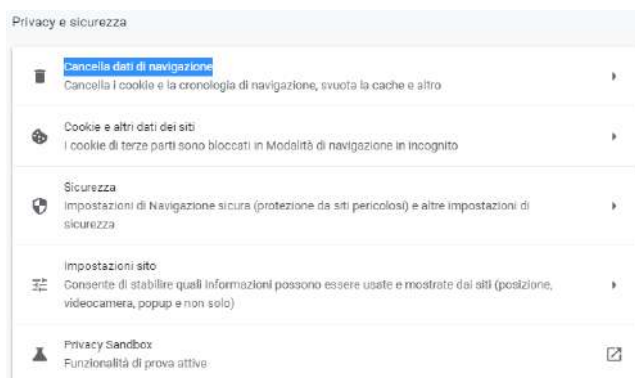 Privacy e sicurezza
Cancella dati di navigazione
Cancella i cookie e la cronologia di navigazione, svuota la cache e altro
Cookie e altri dati dei siti
I cookie di terze parti sono bloccati in Modalità di navigazione in incognito
Sicurezza
Impostazioni di Navigazione sicura (protezione da siti pericolosi) e altre impostazioni di
sicurezza
Impostazioni sito
Consente di stabilire quali informazioni possono essere usate e mostrate dai siti (posizione,
videocamera, popup e non solo)
Privacy Sandbox
Funzionalità di prova attive